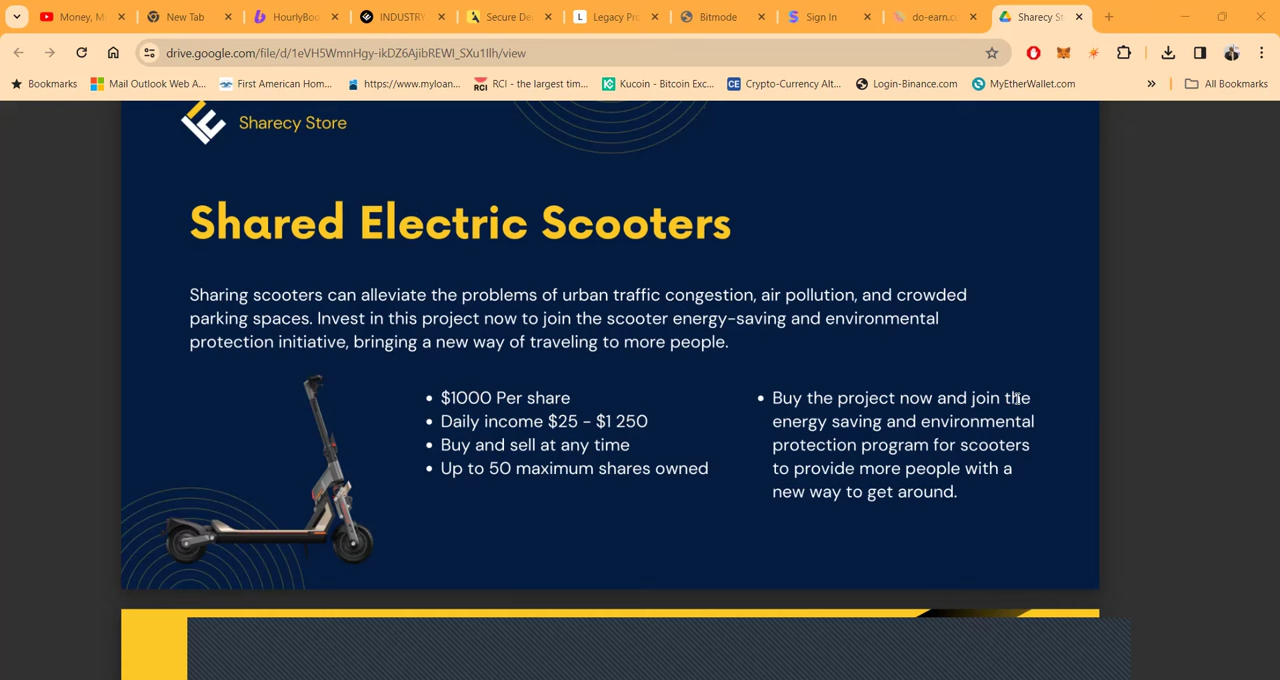 Money, M
New Tab
HourlyBoo
INDUSTRY
Secure De
Legacy Pro
Bitmode
Sign In
do-earn.c
Sharecy St
drive.google.com/file/d/1eVH5WmnHgy-ikDZ6AjibREWI_SXu1Ilh/view
Bookmarks
Mail Outlook Web A...
First American Hom...
https://www.myloan...
RCI - the largest tim...
Kucoin - Bitcoin Exc...
Crypto-Currency Alt...
Login-Binance.com
MyEtherWallet.com
All Bookmarks
Sharecy Store
Shared Electric Scooters
Sharing scooters can alleviate the problems of urban traffic congestion, air pollution, and crowded
parking spaces. Invest in this project now to join the scooter energy-saving and environmental
protection initiative, bringing a new way of traveling to more people.
• $1000 Per share
• Daily income $25 - $1 250
• Buy and sell at any time
• Up to 50 maximum shares owned
• Buy the project now and join the
energy saving and environmental
protection program for scooters
to provide more people with a
new way to get around.